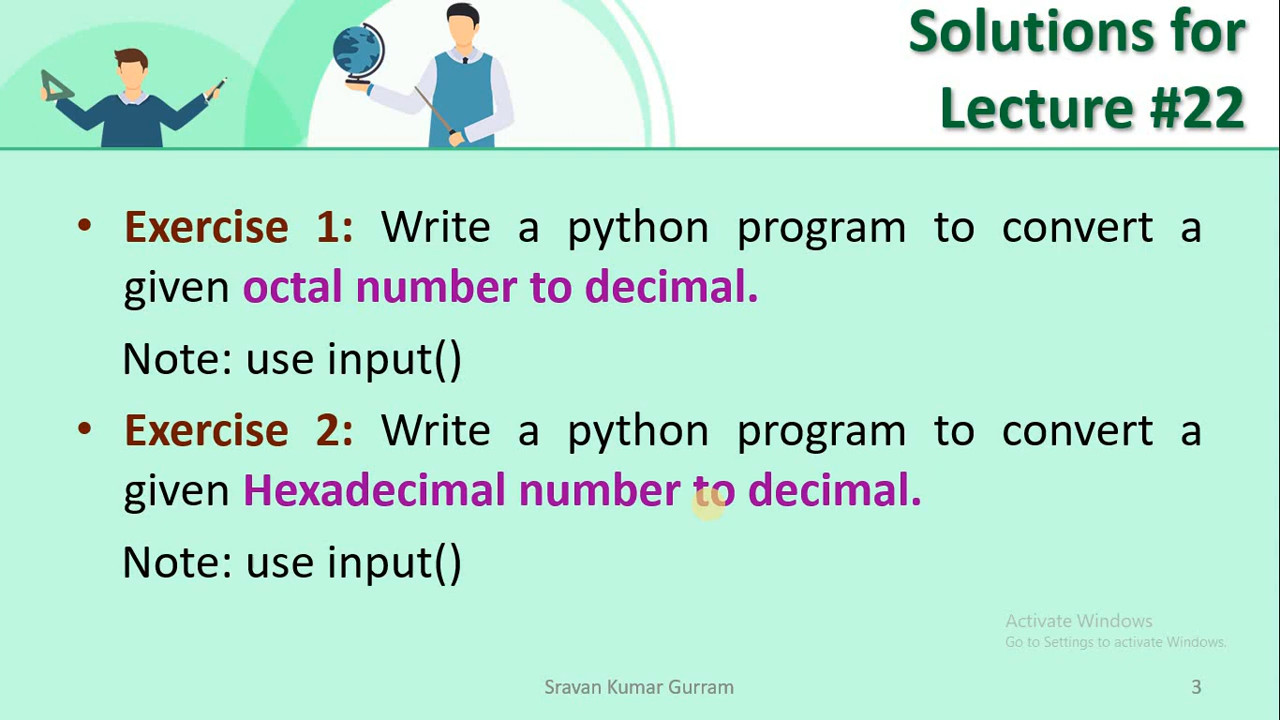 Solutions for
Lecture #22
• Exercise 1: Write a python program to convert a
given octal number to decimal.
Note: use input()
• Exercise 2: Write a python program to convert a
given Hexadecimal number to decimal.
Note: use input()
Activate Windows
Go to Settings to activate Windows.
Sravan Kumar Gurram
3